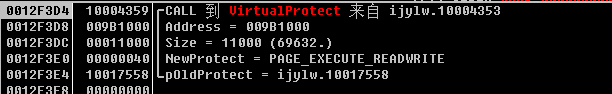 0012F3D4 10004359 CALL 到 VirtualProtect 来自 ijylw.10004353
0012F3D8 009B1000 Address = 009B1000
0012F3DC 00011000 Size = 11000 (69632.)
0012F3E0 00000040 NewProtect = PAGE_EXECUTE_READWRITE
0012F3E4 10017558 pOldProtect = ijylw.10017558
0012F3E8 00000000